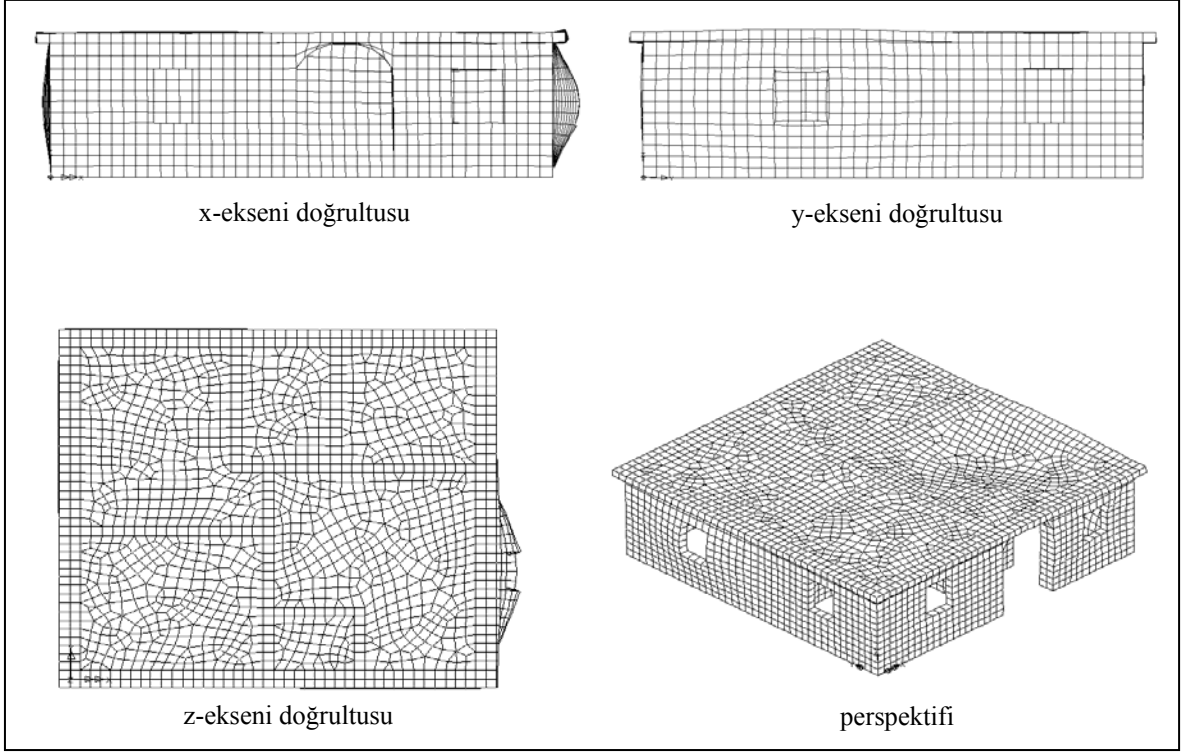 x-ekseni doğrultusu
y-ekseni doğrultusu
z-ekseni doğrultusu
perspektifi